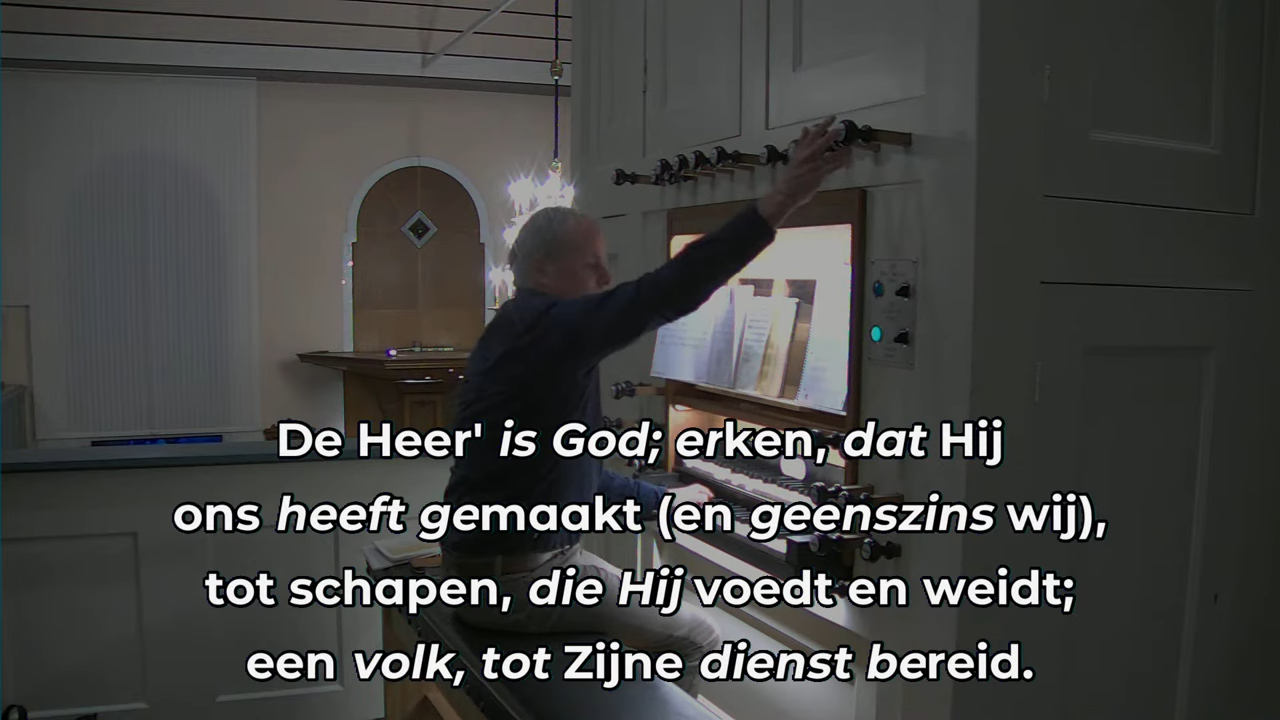 De Heer' is God; erken, dat Hij
ons heeft gemaakt (en geenszins wij),
tot schapen, die Hij voedt en weidt;
een volk, tot Zijne dienst bereid.